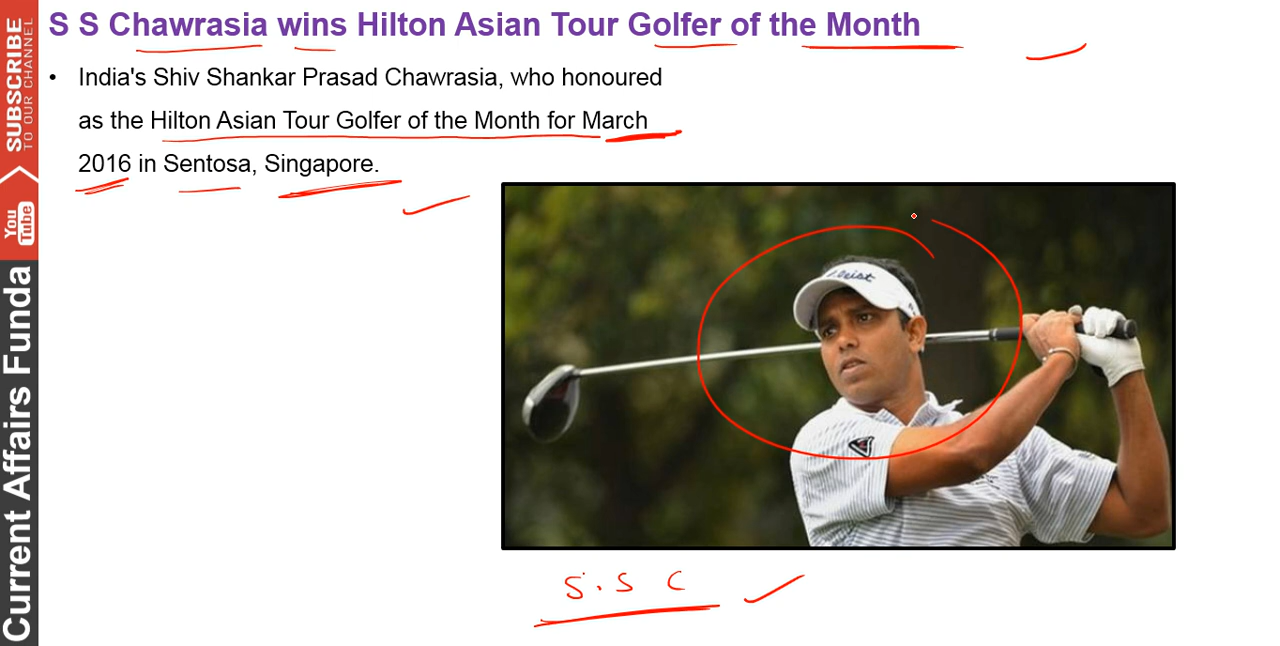 S S Chawrasia wins Hilton Asian Tour Golfer of the Month
• India's Shiv Shankar Prasad Chawrasia, who honoured
as the Hilton Asian Tour Golfer of the Month for March
2016 in Sentosa, Singapore.
S.S C
SUBSCRIBE
TO OUR CHANNEL
You
Tube
Current Affairs Funda